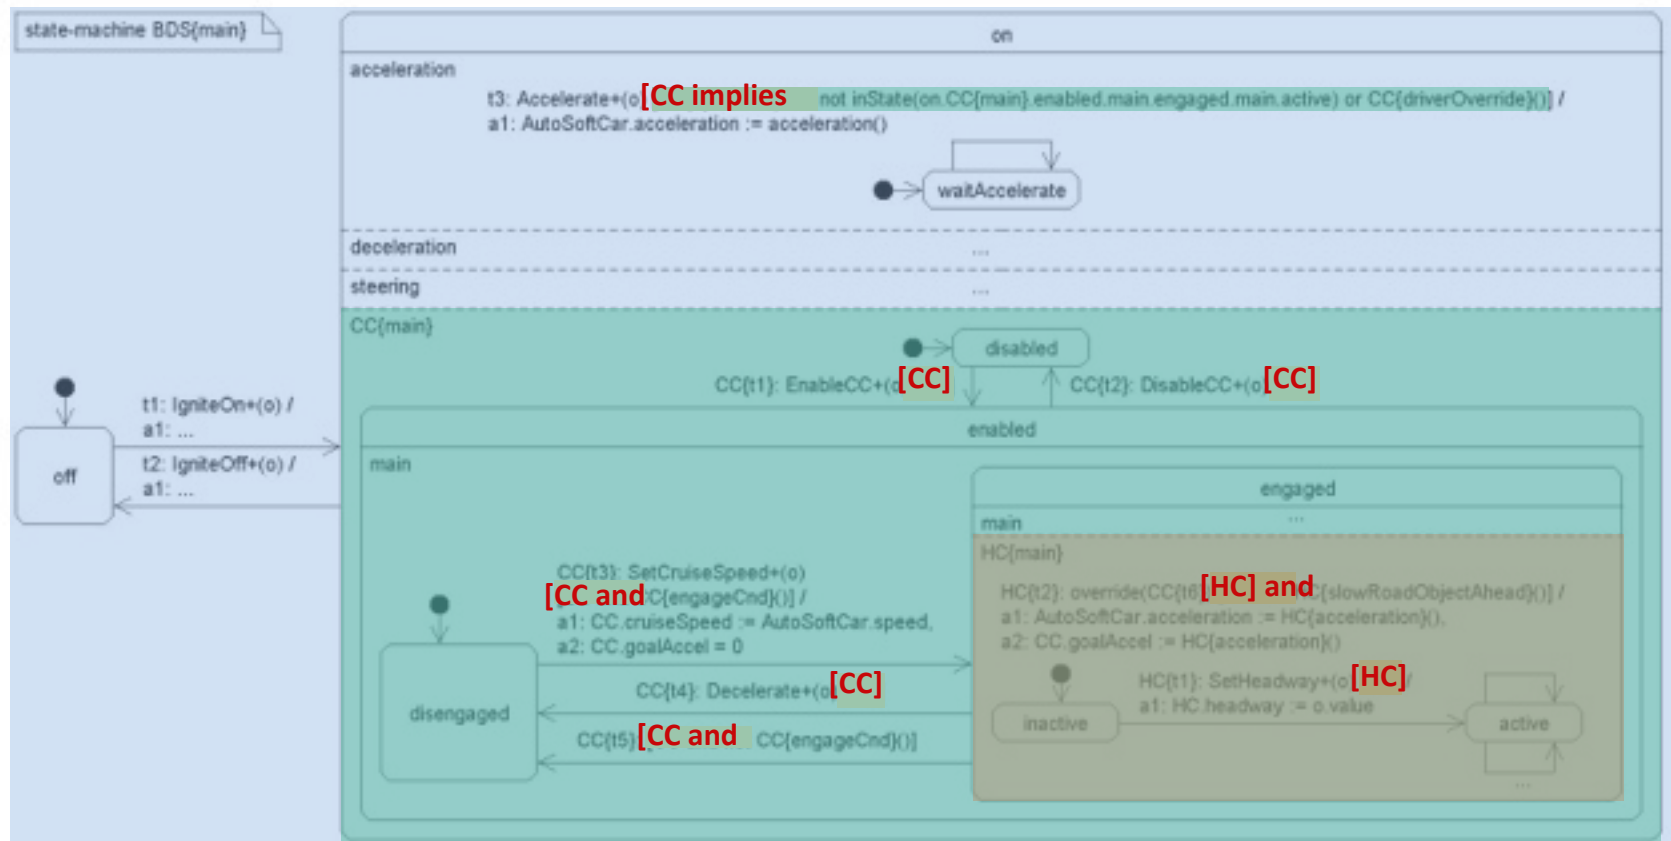 state-machine BDS{main}
on
acceleration
t3: Accelerate+(o) [CC implies not inState(on.CC{main}.enabled.main.engaged.main.active) or CC{driverOverride}()] /
a1: AutoSoftCar.acceleration := acceleration()
waitAccelerate
deceleration
...
steering
...
CC{main}
disabled
CC{t1}: EnableCC+(o [CC]
CC{t2}: DisableCC+(o) [CC]
enabled
main
t1: IgniteOn+(o) /
a1: ...
t2: IgniteOff+(o) /
a1: ...
off
engaged
...
main
HC{main}
CC{t3}: SetCruiseSpeed+(o)
[CC and CC{engageCnd}()] /
a1: CC.cruiseSpeed := AutoSoftCar.speed,
a2: CC.goalAccel = 0
HC{t2}: override(CC{t6} [HC] and HC{slowRoadObjectAhead}()] /
a1: AutoSoftCar.acceleration := HC{acceleration}(),
a2: CC.goalAccel := HC{acceleration}()
CC{t4}: Decelerate+(o) [CC]
disengaged
CC{t5}: [CC and CC{engageCnd}()]
HC{t1}: SetHeadway+(o) [HC] /
a1: HC.headway := o.value
inactive
active
...